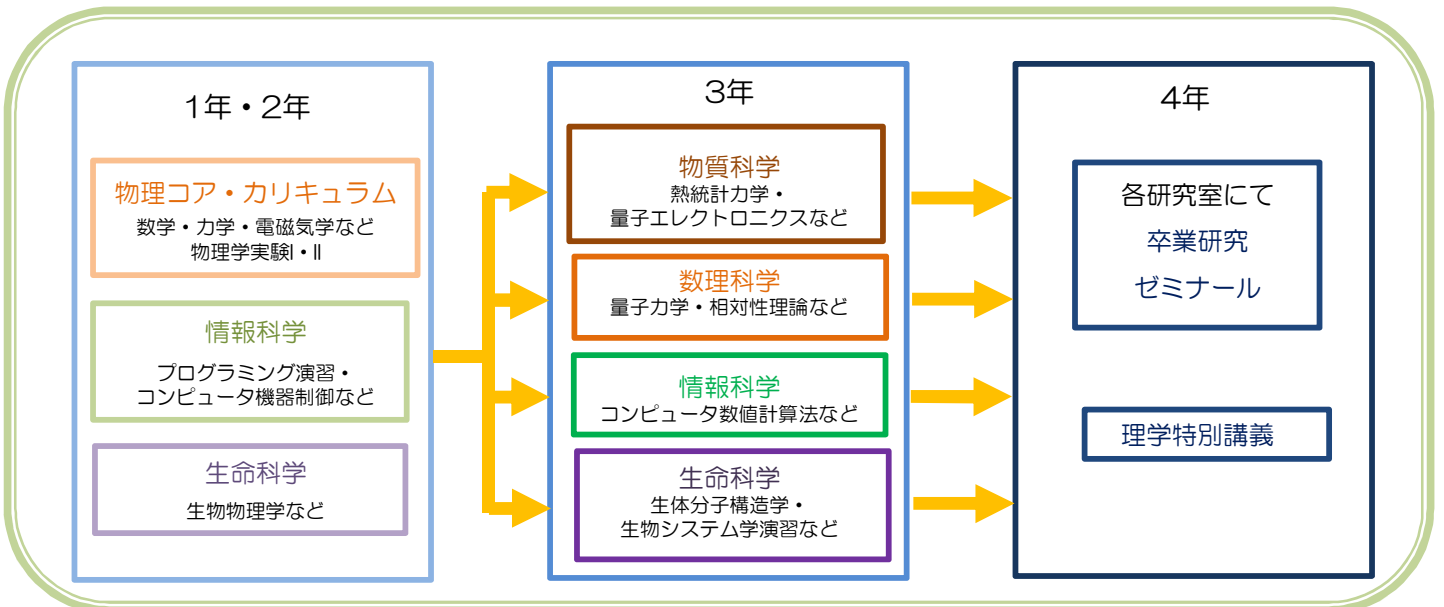 1年・2年
物理コア・カリキュラム
数学・力学・電磁気学など
物理学実験Ⅰ・Ⅱ
情報科学
プログラミング演習・
コンピュータ機器制御など
生命科学
生物物理学など
3年
物質科学
熱統計力学・
量子エレクトロニクスなど
数理科学
量子力学・相対性理論など
情報科学
コンピュータ数値計算法など
生命科学
生体分子構造学・
生物システム学演習など
4年
各研究室にて
卒業研究
ゼミナール
理学特別講義